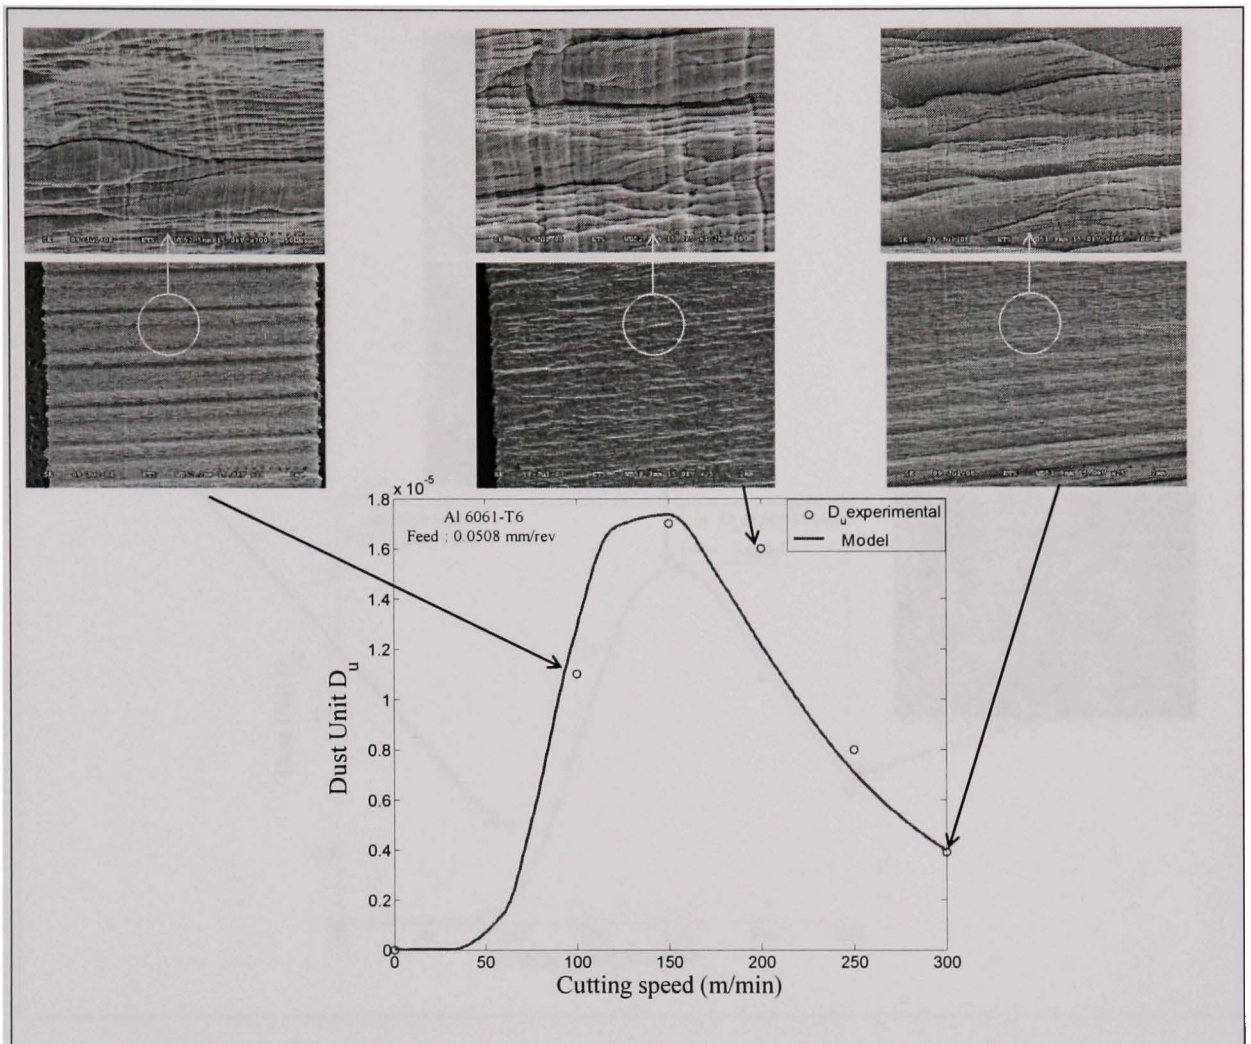 1.8 x 10-5
Al 6061-T6
Feed : 0.0508 mm/rev
Du experimental
Model
1.6
1.4
1.2
1
0.8
0.6
0.4
0.2
0
Dust Unit Du
0 50 100 150 200 250 300
Cutting speed (m/min)